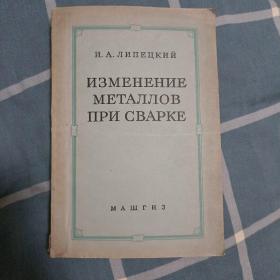 И. А. ЛИПЕЦКИЙ
ИЗМЕНЕНИЕ
МЕТАЛЛОВ
ПРИ СВАРКЕ
МАШГИЗ